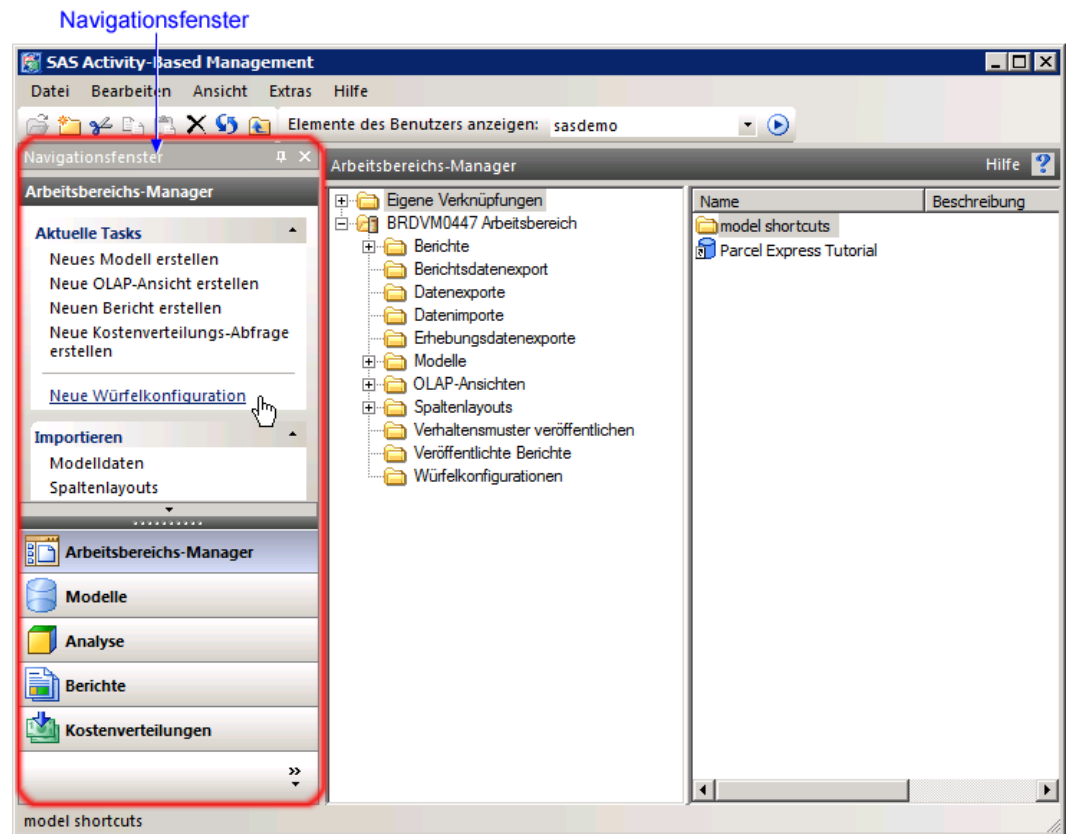 Navigationsfenster
SAS Activity-Based Management
Datei Bearbeiten Ansicht Extras Hilfe
Elemente des Benutzers anzeigen: sasdemo
Navigationsfenster
Arbeitsbereichs-Manager
Aktuelle Tasks
Neues Modell erstellen
Neue OLAP-Ansicht erstellen
Neuen Bericht erstellen
Neue Kostenverteilungs-Abfrage
erstellen
Neue Würfelkonfiguration
Importieren
Modelldaten
Spaltenlayouts
Arbeitsbereichs-Manager
Modelle
Analyse
Berichte
Kostenverteilungen
Arbeitsbereichs-Manager
Hilfe
Eigene Verknüpfungen
BRDVM0447 Arbeitsbereich
Berichte
Berichtsdatenexport
Datenexporte
Datenimporte
Erhebungsdatenexporte
Modelle
OLAP-Ansichten
Spaltenlayouts
Verhaltensmuster veröffentlichen
Veröffentlichte Berichte
Würfelkonfigurationen
Name Beschreibung
model shortcuts
Parcel Express Tutorial
model shortcuts